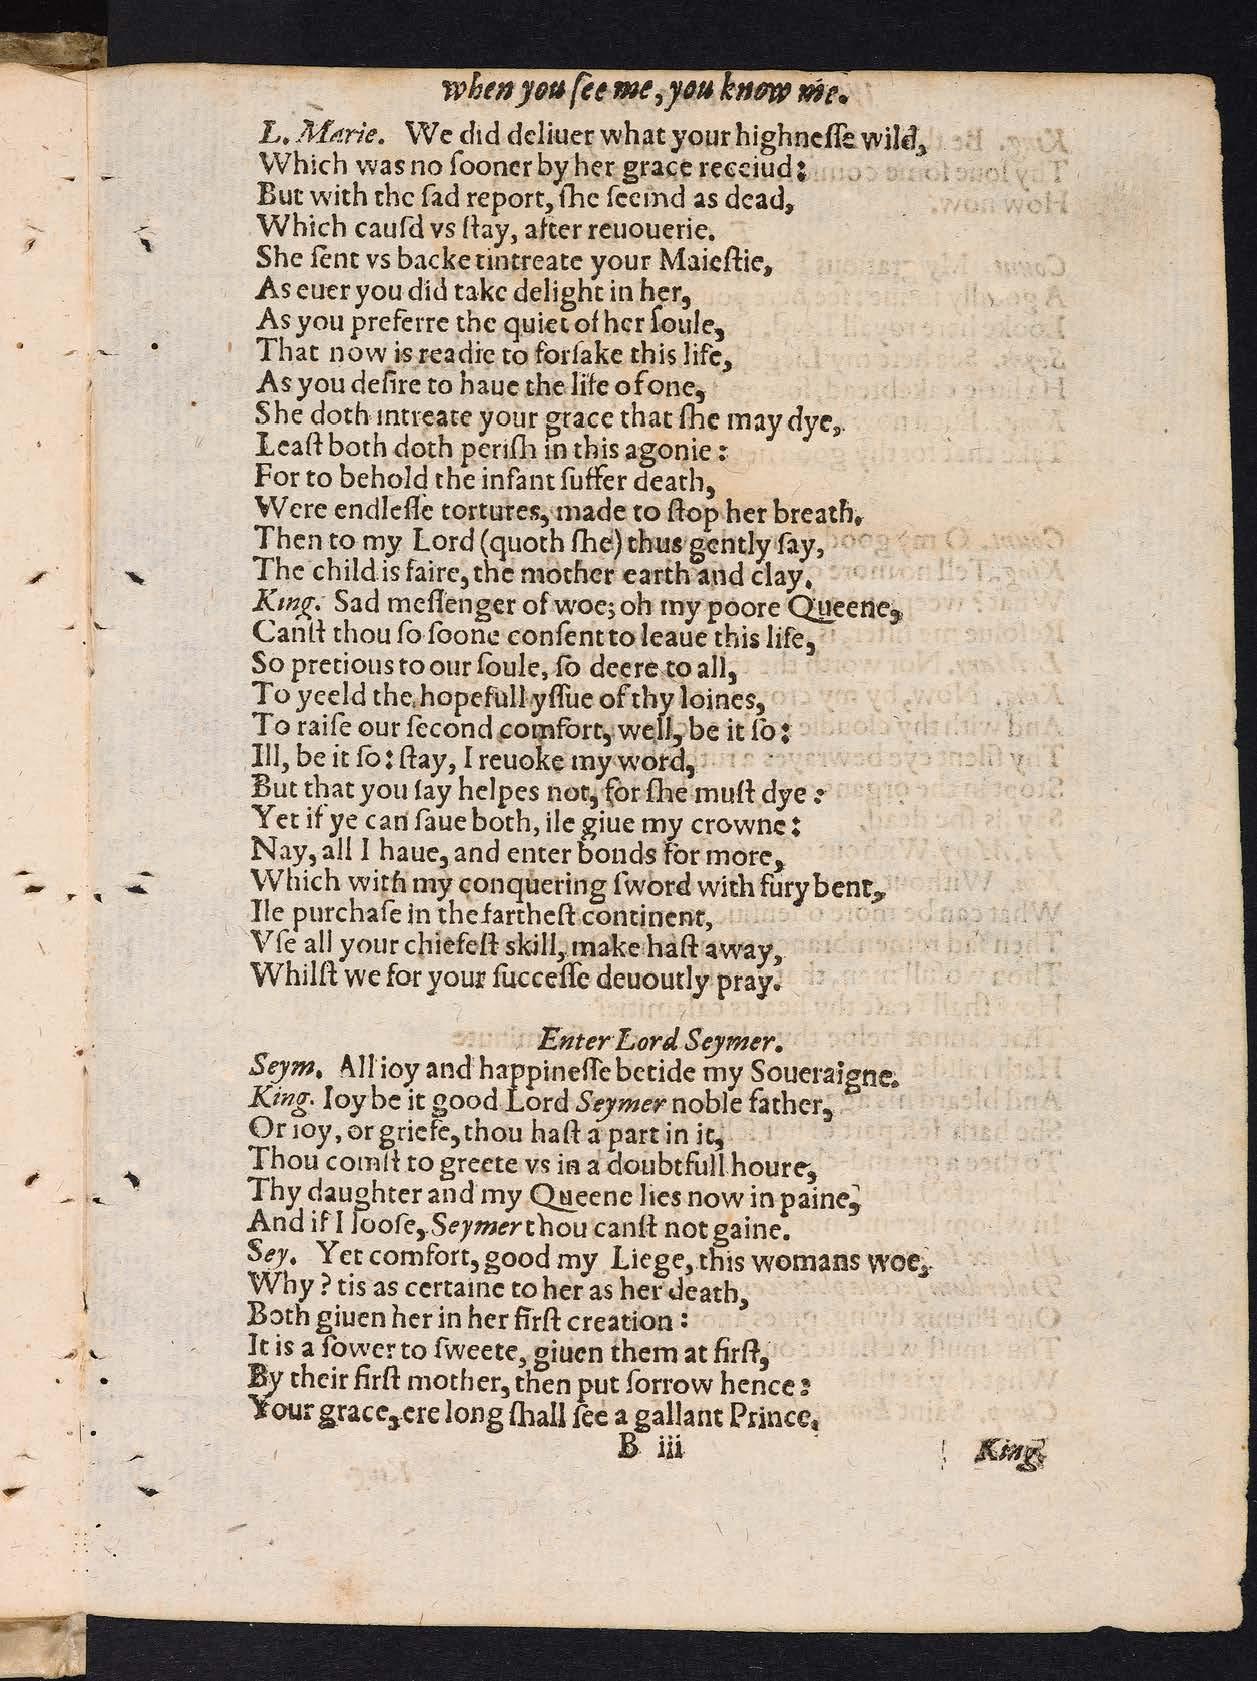 when you ſee me, you know me.
L. Marie. We did deliuer what your highneſſe wild,
Which was no ſooner by her grace receiud:
But with the ſad report, ſhe ſeemd as dead,
Which cauſd vs ſtay, after reuouerie.
She ſent vs backe tintreate your Maieſtie,
As euer you did take delight in her,
As you preferre the quiet of her ſoule,
That now is readie to forſake this life,
As you deſire to haue the life of one,
She doth intreate your grace that ſhe may dye,
Leaſt both doth periſh in this agonie:
For to behold the infant ſuffer death,
Were endleſſe tortures, made to ſtop her breath.
Then to my Lord (quoth ſhe) thus gently ſay,
The child is faire, the mother earth and clay.
King. Sad meſſenger of woe; oh my poore Queene,
Canſt thou ſo ſoone conſent to leaue this life,
So pretious to our ſoule, ſo deere to all,
To yeeld the hopefull yſſue of thy loines,
To raiſe our ſecond comfort, well, be it ſo:
Ill, be it ſo: ſtay, I reuoke my word,
But that you ſay helpes not, for ſhe muſt dye:
Yet if ye can ſaue both, ile giue my crowne:
Nay, all I haue, and enter bonds for more,
Which with my conquering ſword with fury bent,
Ile purchaſe in the fartheſt continent,
Vſe all your chiefeſt skill, make haſt away,
Whilſt we for your ſucceſſe deuoutly pray.
Enter Lord Seymer.
Seym. All ioy and happineſſe betide my Soueraigne.
King. Ioy be it good Lord Seymer noble father,
Or ioy, or griefe, thou haſt a part in it,
Thou comſt to greete vs in a doubtfull houre,
Thy daughter and my Queene lies now in paine,
And if I looſe, Seymer thou canſt not gaine.
Sey. Yet comfort, good my Liege, this womans woe,
Why? tis as certaine to her as her death,
Both giuen her in her firſt creation:
It is a ſower to ſweete, giuen them at firſt,
By their firſt mother, then put ſorrow hence:
Your grace, ere long ſhall ſee a gallant Prince.
B iii
King.